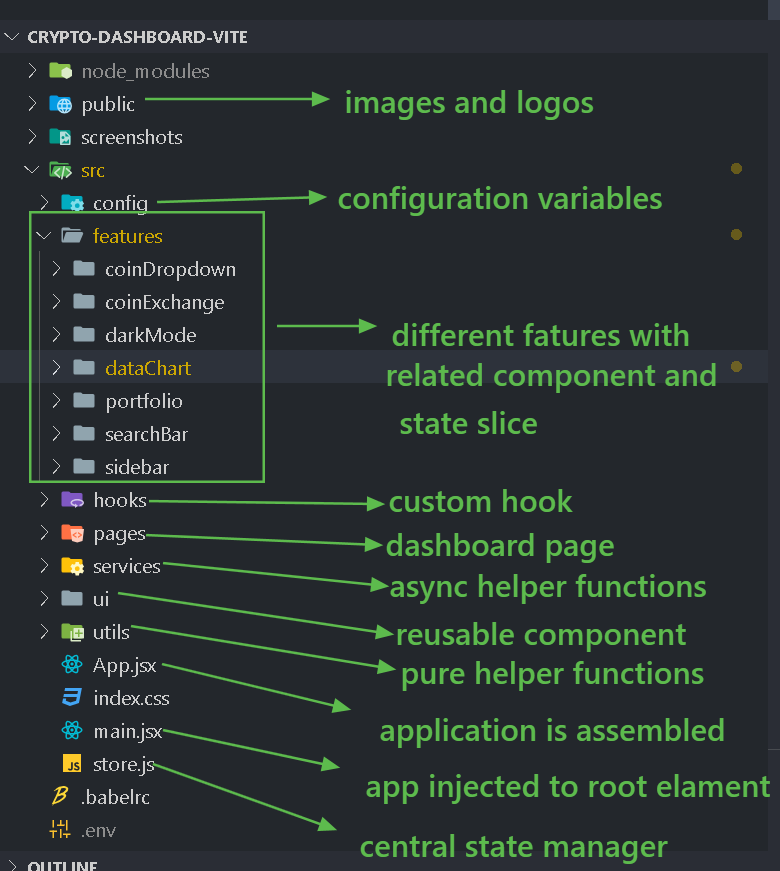 CRYPTO-DASHBOARD-VITE
node_modules
public
images and logos
screenshots
src
config
configuration variables
features
coinDropdown
coinExchange
darkMode
different fatures with
dataChart
related component and
portfolio
state slice
searchBar
sidebar
hooks
custom hook
pages
dashboard page
services
async helper functions
ui
reusable component
utils
pure helper functions
App.jsx
index.css
application is assembled
main.jsx
JS store.js
app injected to root elament
.babelrc
.env
central state manager
OUTLINE